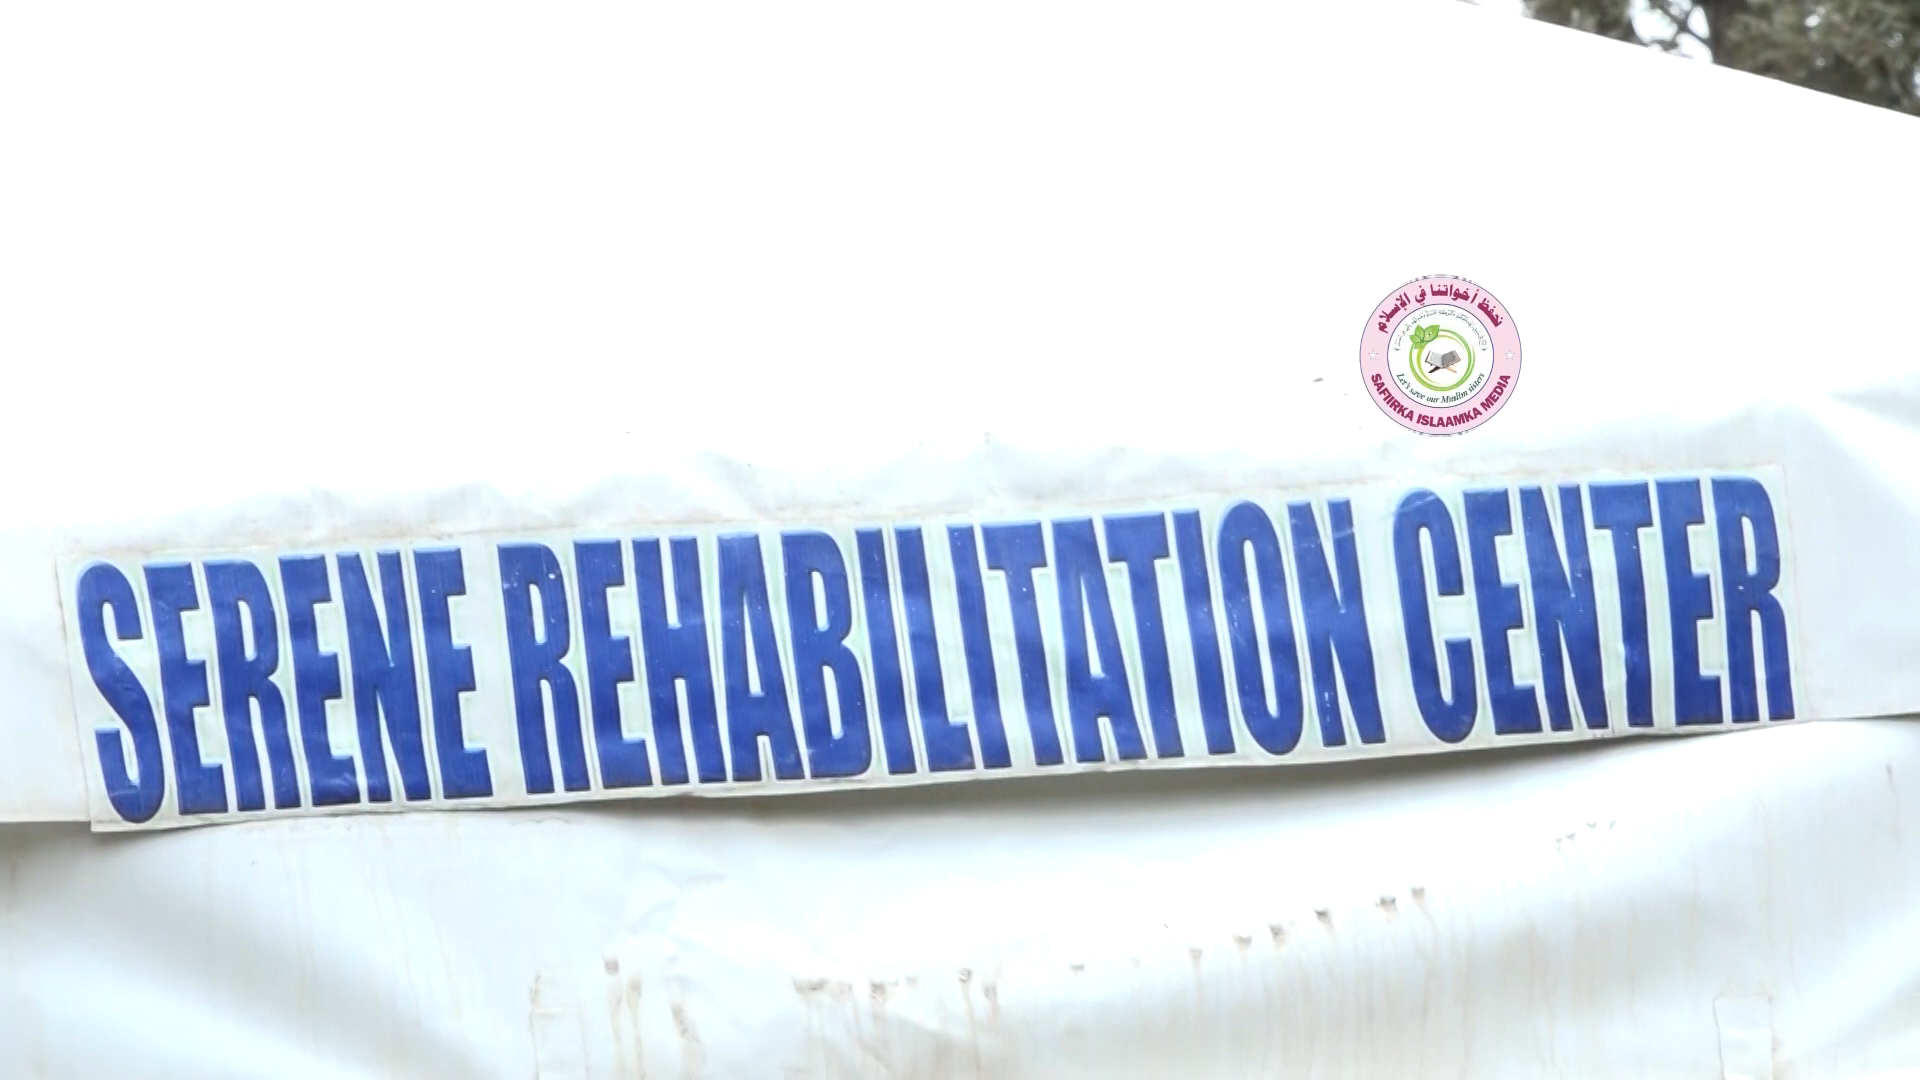 نحفظ أخواتنا في الإسلام
Let's save our Muslim sisters
SAFIIRKA ISLAAMKA MEDIA
SERENE REHABILITATION CENTER